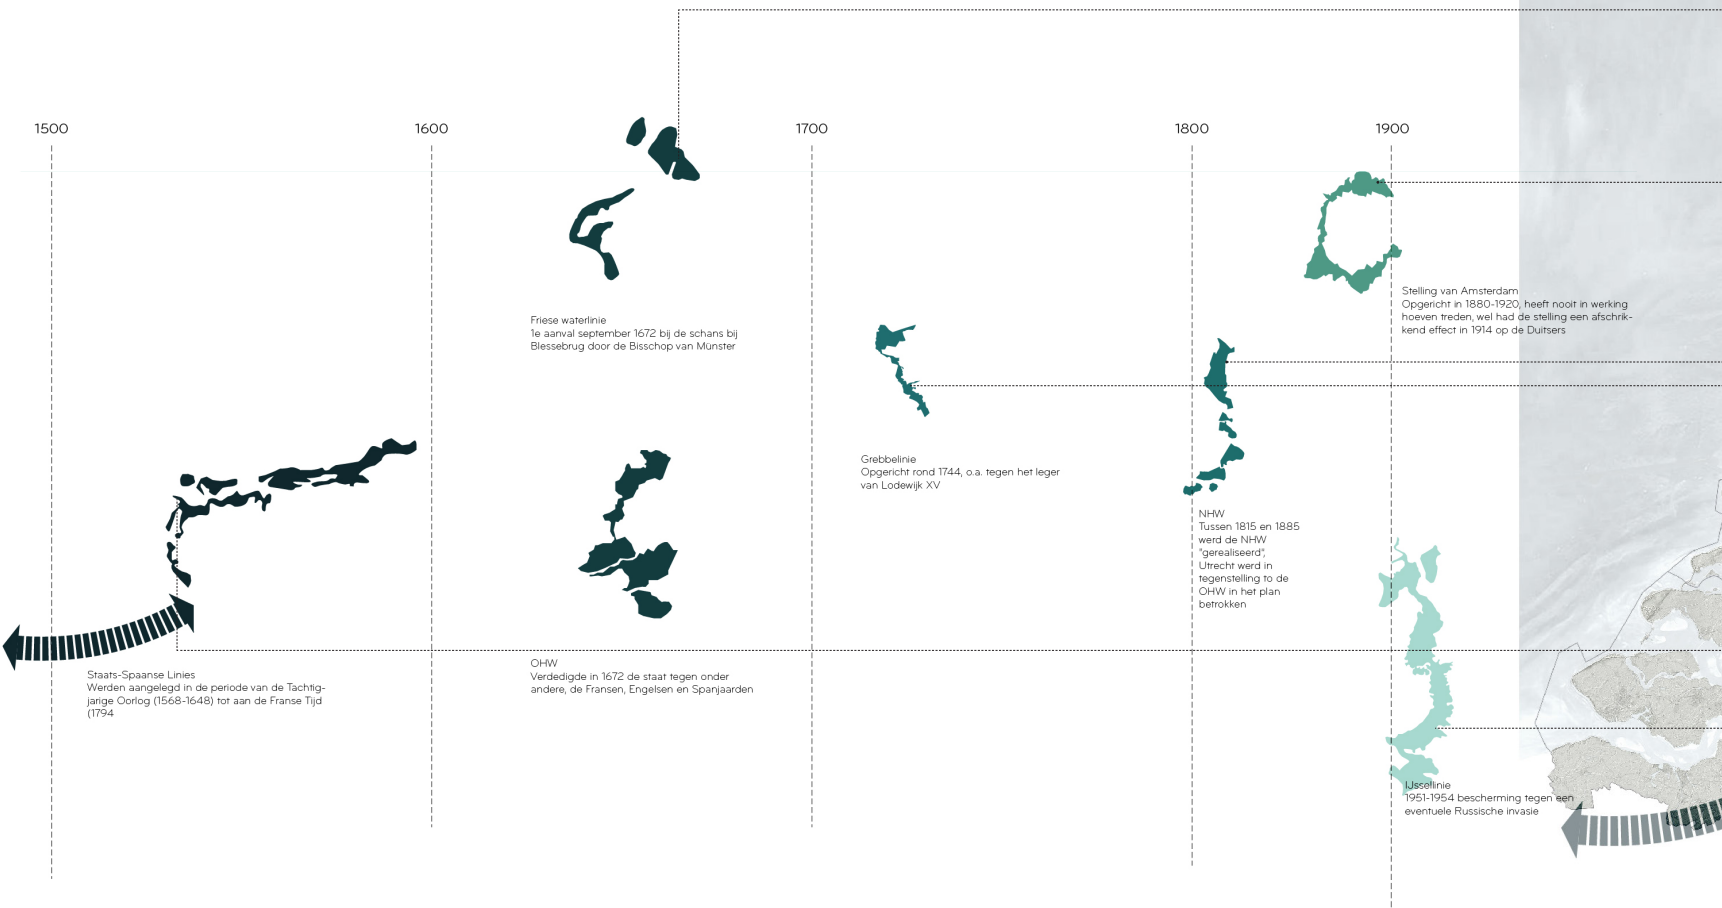 1500
1600
1700
1800
1900
Stelling van Amsterdam
Opgericht in 1880-1920, heeft nooit in werking
hoeven treden, wel had de stelling een afschrik-
kend effect in 1914 op de Duitsers
Friese waterlinie
1e aanval september 1672 bij de schans bij
Blessebrug door de Bisschop van Münster
Grebbelinie
Opgericht rond 1744, o.a. tegen het leger
van Lodewijk XV
NHW
Tussen 1815 en 1885
werd de NHW
"gerealiseerd",
Utrecht werd in
tegenstelling to de
OHW in het plan
betrokken
OHW
Verdedigde in 1672 de staat tegen onder
andere, de Fransen, Engelsen en Spanjaarden
Staats-Spaanse Linies
Werden aangelegd in de periode van de Tachtig-
jarige Oorlog (1568-1648) tot aan de Franse Tijd
(1794
IJssellinie
1951-1954 bescherming tegen een
eventuele Russische invasie